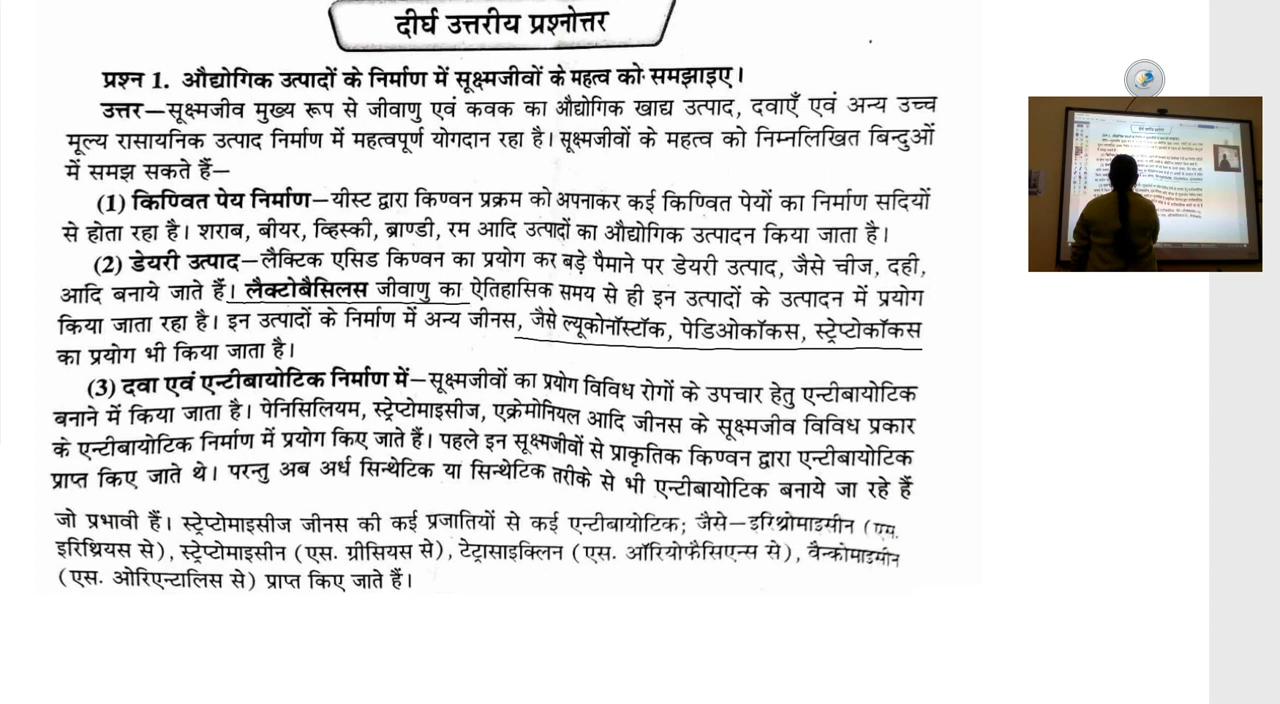 दीर्घ उत्तरीय प्रश्नोत्तर
प्रश्न 1. औद्योगिक उत्पादों के निर्माण में सूक्ष्मजीवों के महत्व को समझाइए।
उत्तर–सूक्ष्मजीव मुख्य रूप से जीवाणु एवं कवक का औद्योगिक खाद्य उत्पाद, दवाएँ एवं अन्य उच्च
मूल्य रासायनिक उत्पाद निर्माण में महत्वपूर्ण योगदान रहा है। सूक्ष्मजीवों के महत्व को निम्नलिखित बिन्दुओं
में समझ सकते हैं–
(1) किण्वित पेय निर्माण–यीस्ट द्वारा किण्वन प्रक्रम को अपनाकर कई किण्वित पेयों का निर्माण सदियों
से होता रहा है। शराब, बीयर, व्हिस्की, ब्राण्डी, रम आदि उत्पादों का औद्योगिक उत्पादन किया जाता है।
(2) डेयरी उत्पाद–लैक्टिक एसिड किण्वन का प्रयोग कर बड़े पैमाने पर डेयरी उत्पाद, जैसे चीज, दही,
आदि बनाये जाते हैं। लैक्टोबैसिलस जीवाणु का ऐतिहासिक समय से ही इन उत्पादों के उत्पादन में प्रयोग
किया जाता रहा है। इन उत्पादों के निर्माण में अन्य जीनस, जैसे ल्यूकोनॉस्टॉक, पेडिओकॉकस, स्ट्रेप्टोकॉकस
का प्रयोग भी किया जाता है।
(3) दवा एवं एन्टीबायोटिक निर्माण में–सूक्ष्मजीवों का प्रयोग विविध रोगों के उपचार हेतु एन्टीबायोटिक
बनाने में किया जाता है। पेनिसिलियम, स्ट्रेप्टोमाइसीज, एक्रेमोनियल आदि जीनस के सूक्ष्मजीव विविध प्रकार
के एन्टीबायोटिक निर्माण में प्रयोग किए जाते हैं। पहले इन सूक्ष्मजीवों से प्राकृतिक किण्वन द्वारा एन्टीबायोटिक
प्राप्त किए जाते थे। परन्तु अब अर्ध सिन्थेटिक या सिन्थेटिक तरीके से भी एन्टीबायोटिक बनाये जा रहे हैं
जो प्रभावी हैं। स्ट्रेप्टोमाइसीज जीनस की कई प्रजातियों से कई एन्टीबायोटिक; जैसे–इरिथ्रोमाइसीन (एम.
इरिथ्रियस से), स्ट्रेप्टोमाइसीन (एस. ग्रीसियस से), टेट्रासाइक्लिन (एस. ऑरियोफैसिएन्स से), वैन्कोमाइसीन
(एस. ओरिएन्टालिस से) प्राप्त किए जाते हैं।